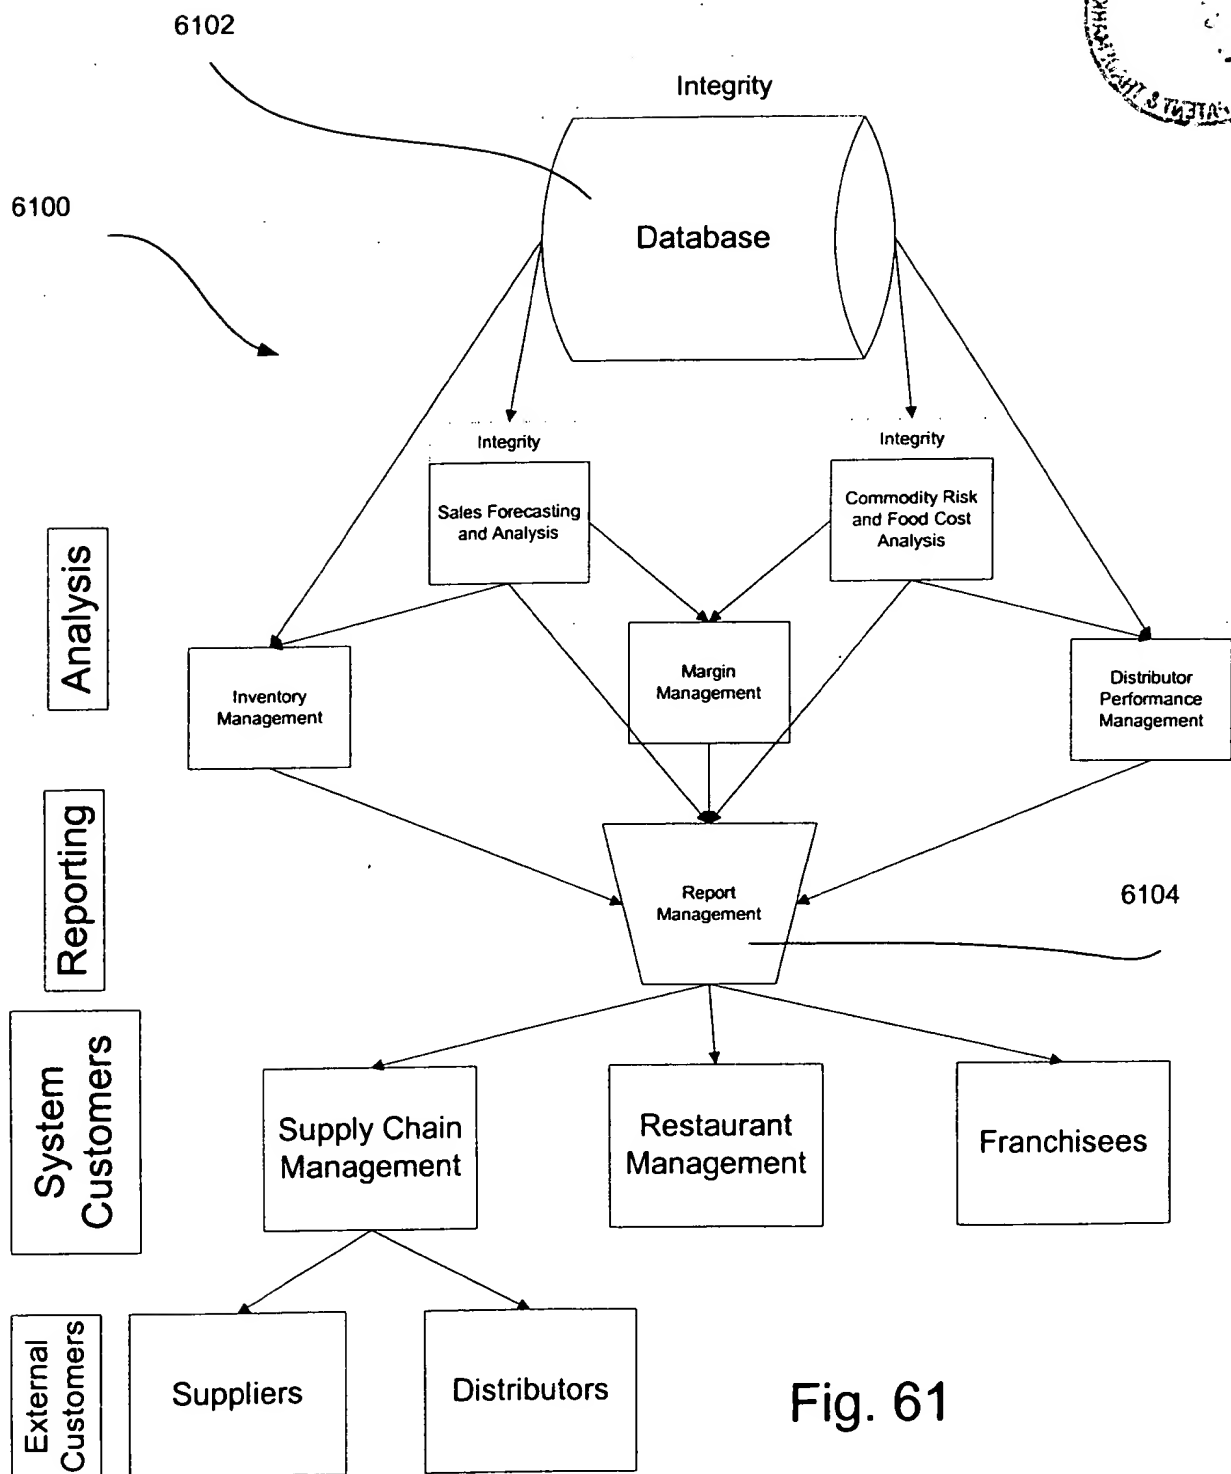 6102
Integrity
6100
Database
Integrity
Integrity
Sales Forecasting
and Analysis
Commodity Risk
and Food Cost
Analysis
Analysis
Inventory
Management
Margin
Management
Distributor
Performance
Management
Reporting
Report
Management
6104
System
Customers
Supply Chain
Management
Restaurant
Management
Franchisees
External
Customers
Suppliers
Distributors
Fig. 61